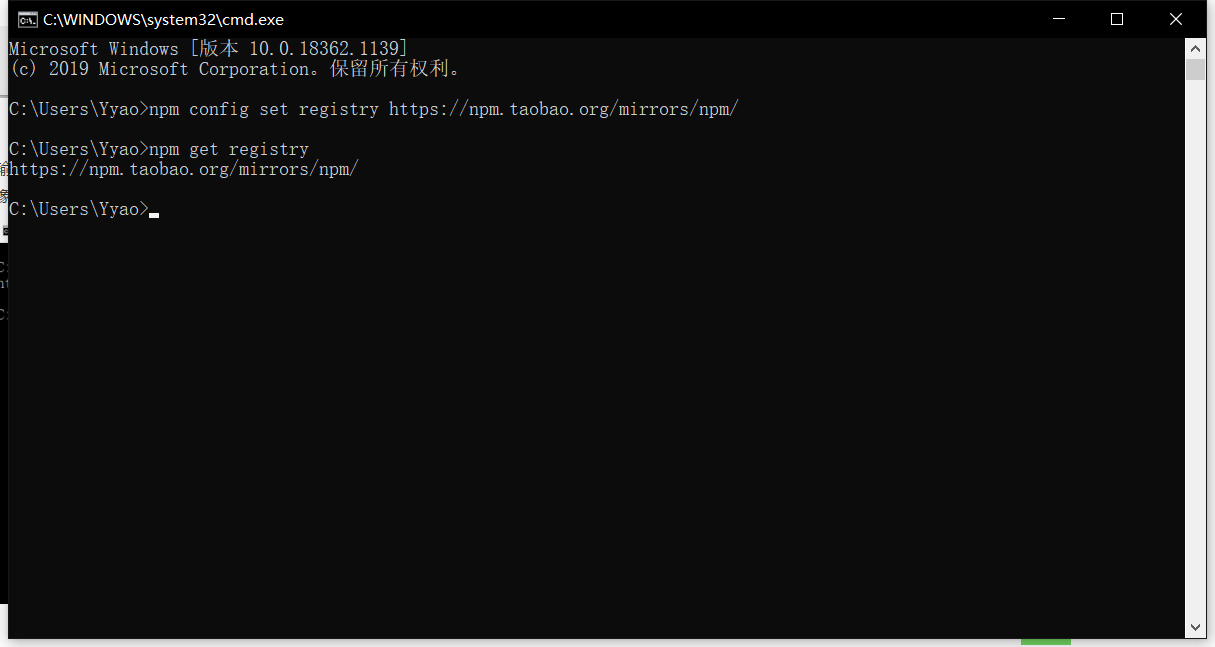 C:\WINDOWS\system32\cmd.exe
Microsoft Windows [版本 10.0.18362.1139]
(c) 2019 Microsoft Corporation。保留所有权利。
C:\Users\Yyao>npm config set registry https://npm.taobao.org/mirrors/npm/
C:\Users\Yyao>npm get registry
https://npm.taobao.org/mirrors/npm/
C:\Users\Yyao>